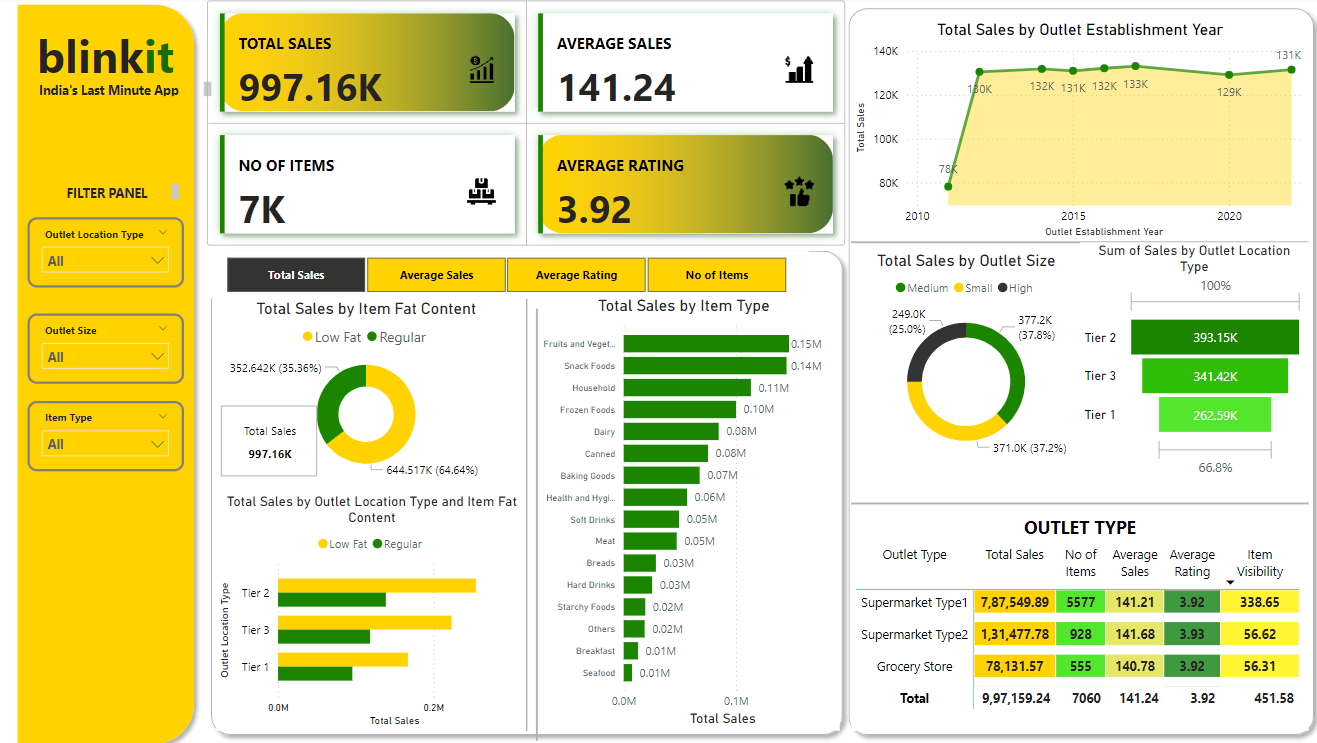 blinkit
India's Last Minute App
FILTER PANEL
Outlet Location Type
All
Outlet Size
All
Item Type
All
TOTAL SALES
997.16K
AVERAGE SALES
141.24
NO OF ITEMS
7K
AVERAGE RATING
3.92
Total Sales
Average Sales
Average Rating
No of Items
Total Sales by Item Fat Content
Low Fat Regular
352.642K (35.36%)
Total Sales
997.16K
644.517K (64.64%)
Total Sales by Outlet Location Type and Item Fat
Content
Low Fat Regular
Outlet Location Type
Tier 2
Tier 3
Tier 1
0.0M 0.2M
Total Sales
Total Sales by Item Type
Fruits and Veget... 0.15M
Snack Foods 0.14M
Household 0.11M
Frozen Foods 0.10M
Dairy 0.08M
Canned 0.08M
Baking Goods 0.07M
Health and Hygi... 0.06M
Soft Drinks 0.05M
Meat 0.05M
Breads 0.03M
Hard Drinks 0.03M
Starchy Foods 0.02M
Others 0.02M
Breakfast 0.01M
Seafood 0.01M
0.0M 0.1M
Total Sales
Total Sales by Outlet Establishment Year
Total Sales
140K
120K
100K
80K
78K 130K 132K 131K 132K 133K 129K 131K
2010 2015 2020
Outlet Establishment Year
Total Sales by Outlet Size
Medium Small High
249.0K
(25.0%)
377.2K
(37.8%)
371.0K (37.2%)
Sum of Sales by Outlet Location
Type
100%
Tier 2 393.15K
Tier 3 341.42K
Tier 1 262.59K
66.8%
OUTLET TYPE
Outlet Type Total Sales No of Items Average Sales Average Rating Item Visibility
Supermarket Type1 7,87,549.89 5577 141.21 3.92 338.65
Supermarket Type2 1,31,477.78 928 141.68 3.93 56.62
Grocery Store 78,131.57 555 140.78 3.92 56.31
Total 9,97,159.24 7060 141.24 3.92 451.58